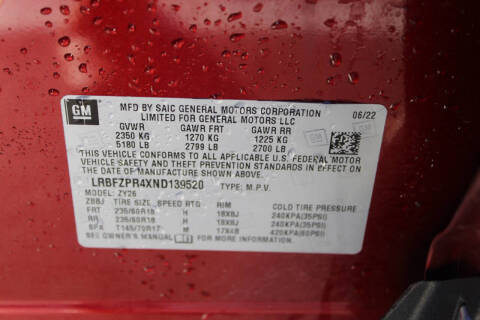 GM
MFD BY SAIC GENERAL MOTORS CORPORATION 06/22
LIMITED FOR GENERAL MOTORS LLC
GVWR GAWR FRT GAWR RR
2350 KG 1270 KG 1225 KG
5180 LB 2799 LB 2700 LB
THIS VEHICLE CONFORMS TO ALL APPLICABLE U.S. FEDERAL MOTOR
VEHICLE SAFETY AND THEFT PREVENTION STANDARDS IN EFFECT ON
THE DATE OF MANUFACTURE SHOWN ABOVE.
LRBFZPR4XND139520 TYPE: M.P.V.
ZBBJ ZY26
TIRE SIZE SPEED RTG RIM COLD TIRE PRESSURE
FRT 235/60R18 H 18X8J 240KPA(35PSI)
RR 235/60R18 H 18X8J 240KPA(35PSI)
SPA T145/70R17 M 17X4B 420KPA(60PSI)
SEE OWNER'S MANUAL FOR MORE INFORMATION.